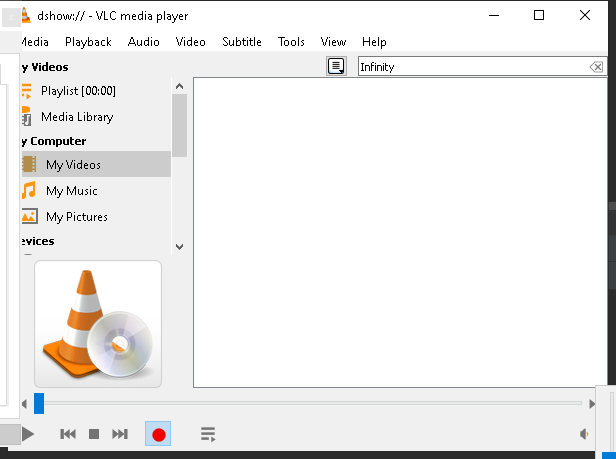 dshow:// - VLC media player
Media Playback Audio Video Subtitle Tools View Help
y Videos
Infinity
Playlist [00:00]
Media Library
y Computer
My Videos
My Music
My Pictures
evices